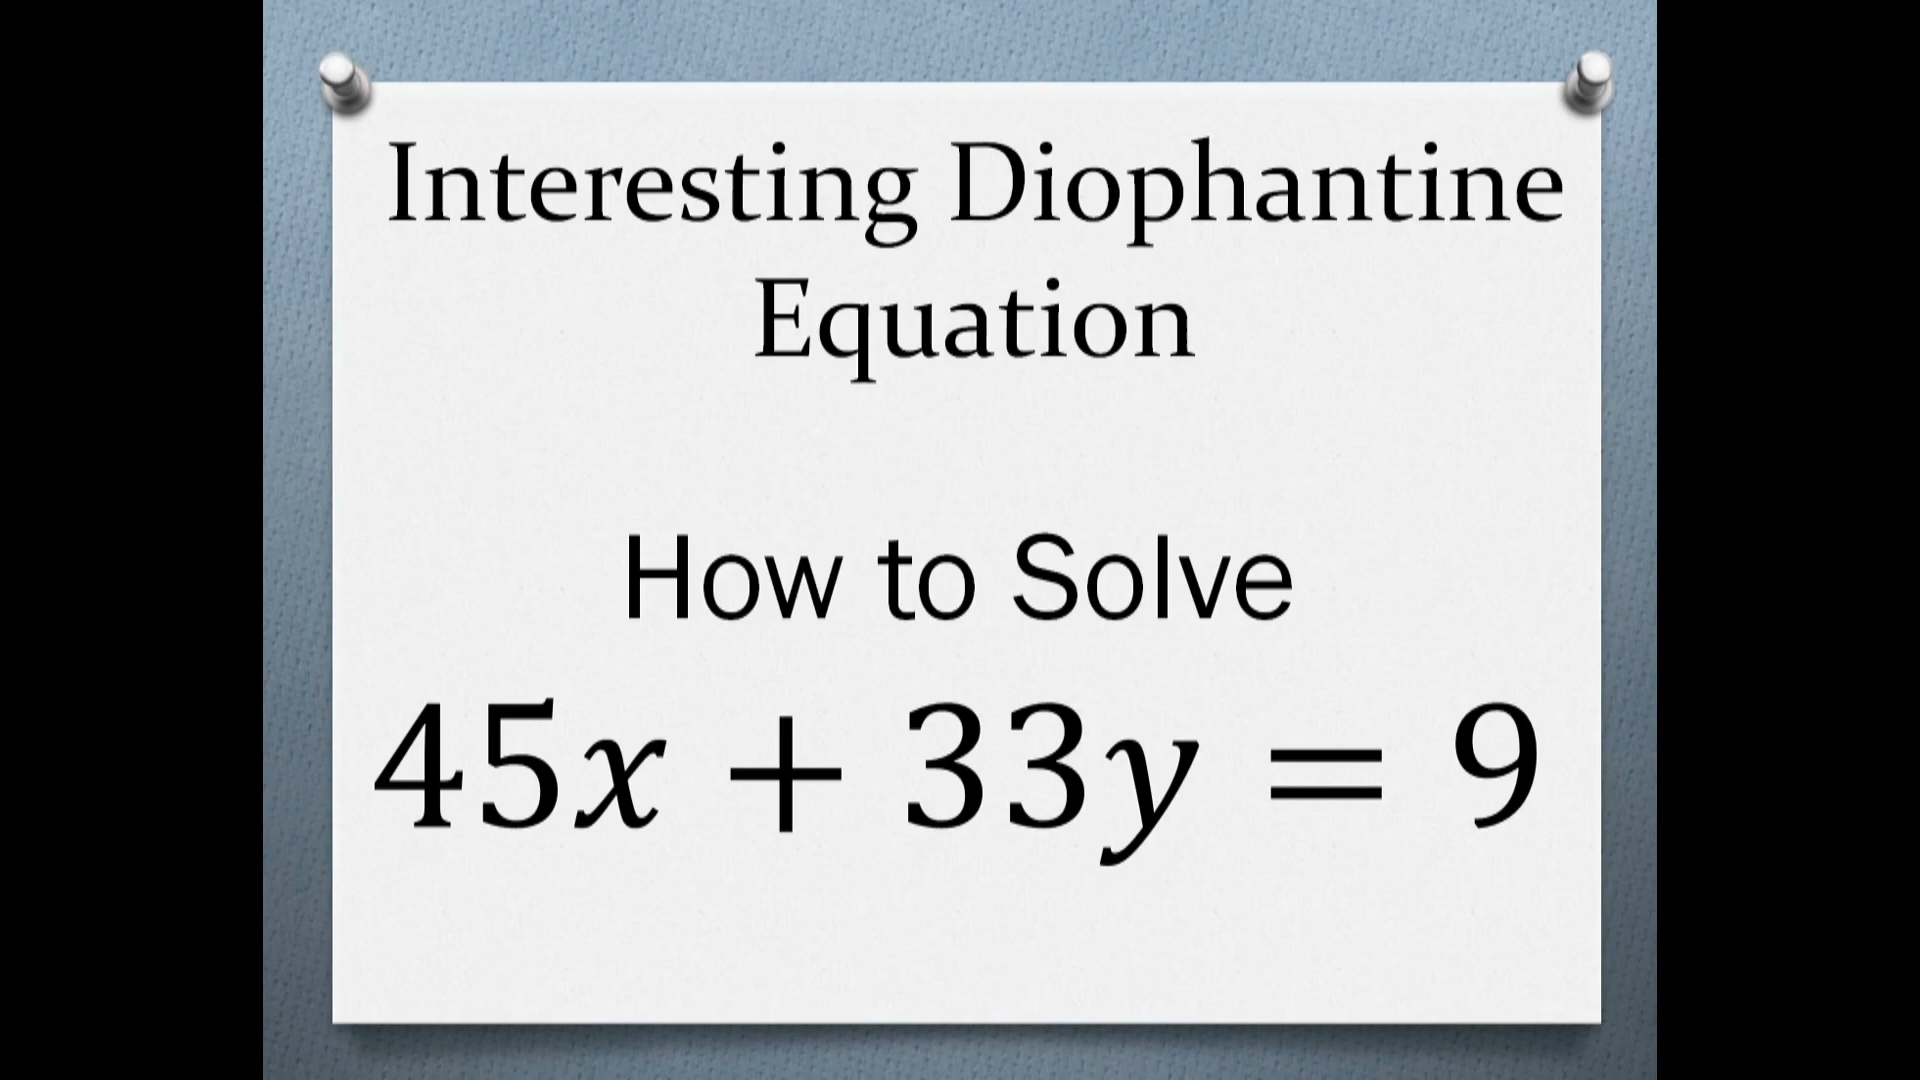 Interesting Diophantine
Equation
How to Solve
45x + 33y = 9